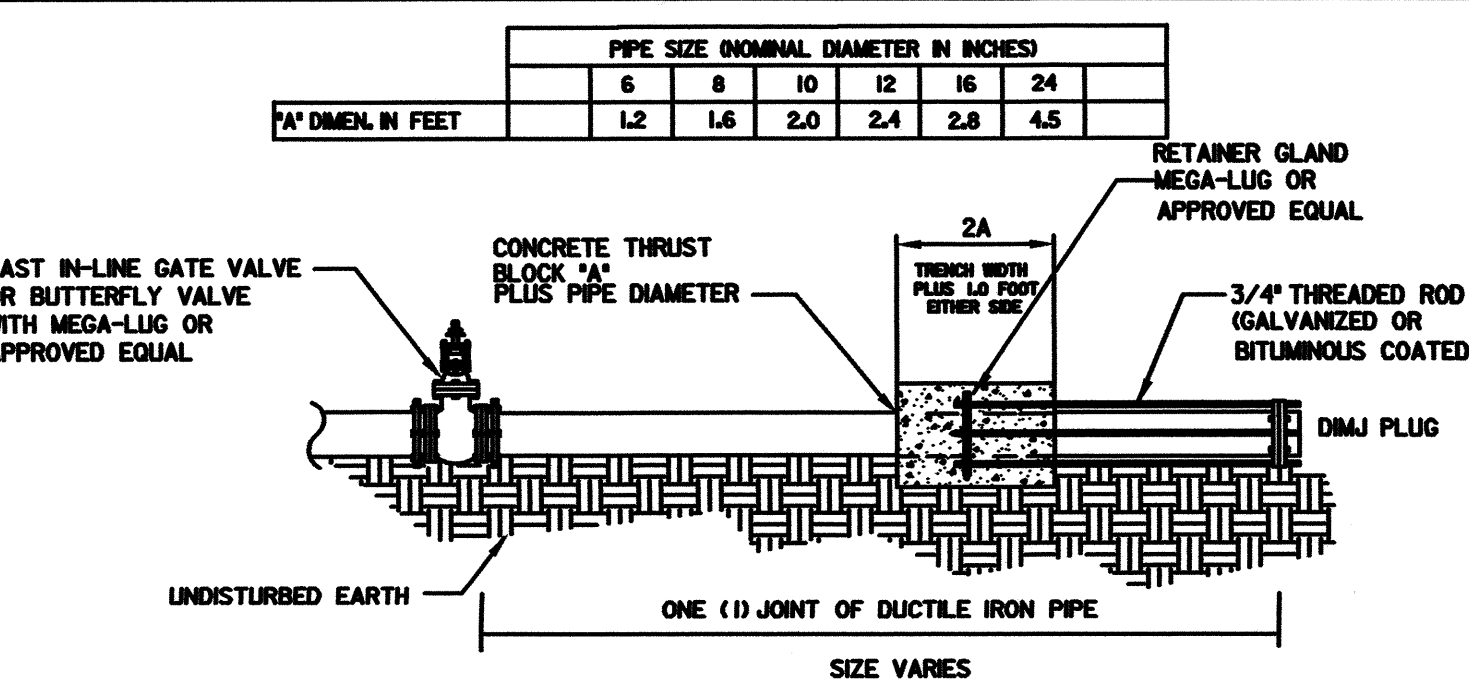 PIPE SIZE (NOMINAL DIAMETER IN INCHES)
6 8 10 12 16 24
"A" DIMEN. IN FEET 1.2 1.6 2.0 2.4 2.8 4.5
RETAINER GLAND
MEGA-LUG OR
APPROVED EQUAL
2A
TRENCH WIDTH
PLUS 1.0 FOOT
EITHER SIDE
CONCRETE THRUST
BLOCK "A"
PLUS PIPE DIAMETER
AST IN-LINE GATE VALVE
R BUTTERFLY VALVE
ITH MEGA-LUG OR
PPROVED EQUAL
3/4" THREADED ROD
(GALVANIZED OR
BITUMINOUS COATED
DIMJ PLUG
UNDISTURBED EARTH
ONE (1) JOINT OF DUCTILE IRON PIPE
SIZE VARIES